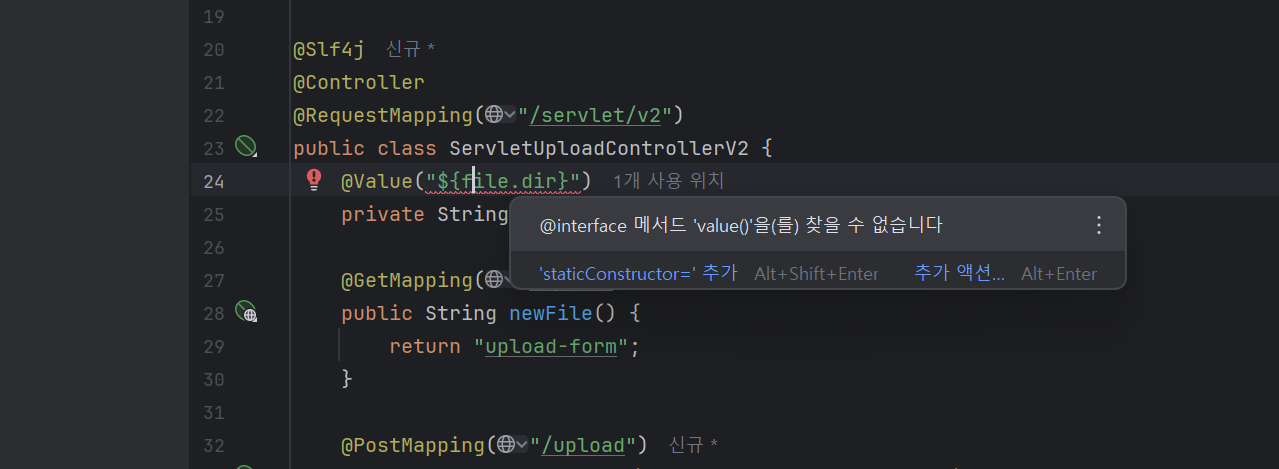 19
20 @Slf4j 신규 *
21 @Controller
22 @RequestMapping("/servlet/v2")
23 public class ServletUploadControllerV2 {
24 @Value("${file.dir}") 1개 사용 위치
25 private String
@interface 메서드 'value()'을(를) 찾을 수 없습니다
26
'staticConstructor=' 추가 Alt+Shift+Enter 추가 액션... Alt+Enter
27 @GetMapping(
28 public String newFile() {
29 return "upload-form";
30 }
31
32 @PostMapping("/upload") 신규 *